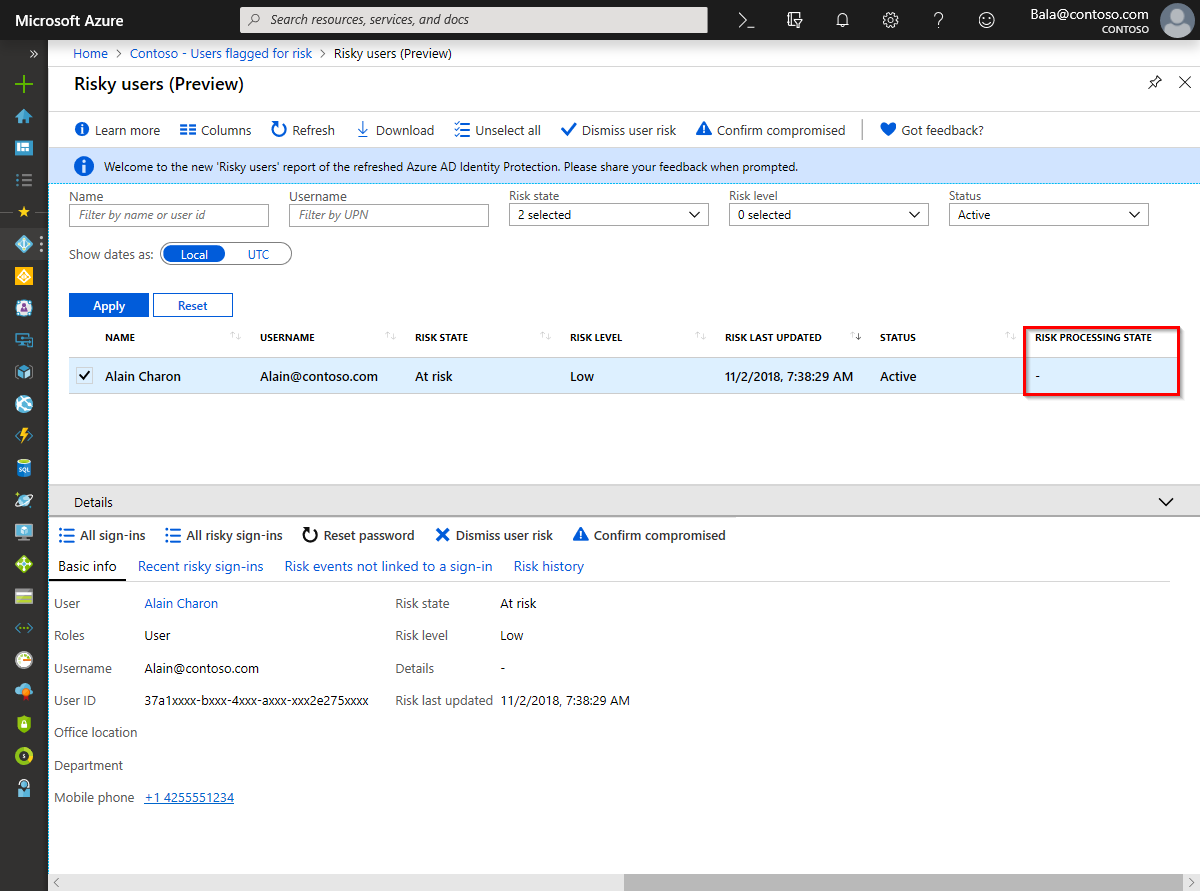 Microsoft Azure
Search resources, services, and docs
Bala@contoso.com
CONTOSO
Home > Contoso - Users flagged for risk > Risky users (Preview)
Risky users (Preview)
Learn more Columns Refresh Download Unselect all Dismiss user risk Confirm compromised Got feedback?
Welcome to the new 'Risky users' report of the refreshed Azure AD Identity Protection. Please share your feedback when prompted.
Name Username Risk state Risk level Status
Filter by name or user id Filter by UPN 2 selected 0 selected Active
Show dates as: Local UTC
Apply Reset
NAME USERNAME RISK STATE RISK LEVEL RISK LAST UPDATED STATUS RISK PROCESSING STATE
Alain Charon Alain@contoso.com At risk Low 11/2/2018, 7:38:29 AM Active -
Details
All sign-ins All risky sign-ins Reset password Dismiss user risk Confirm compromised
Basic info Recent risky sign-ins Risk events not linked to a sign-in Risk history
User Alain Charon Risk state At risk
Roles User Risk level Low
Username Alain@contoso.com Details -
User ID 37a1xxxx-bxxx-4xxx-axxx-xxx2e275xxxx Risk last updated 11/2/2018, 7:38:29 AM
Office location
Department
Mobile phone +1 4255551234